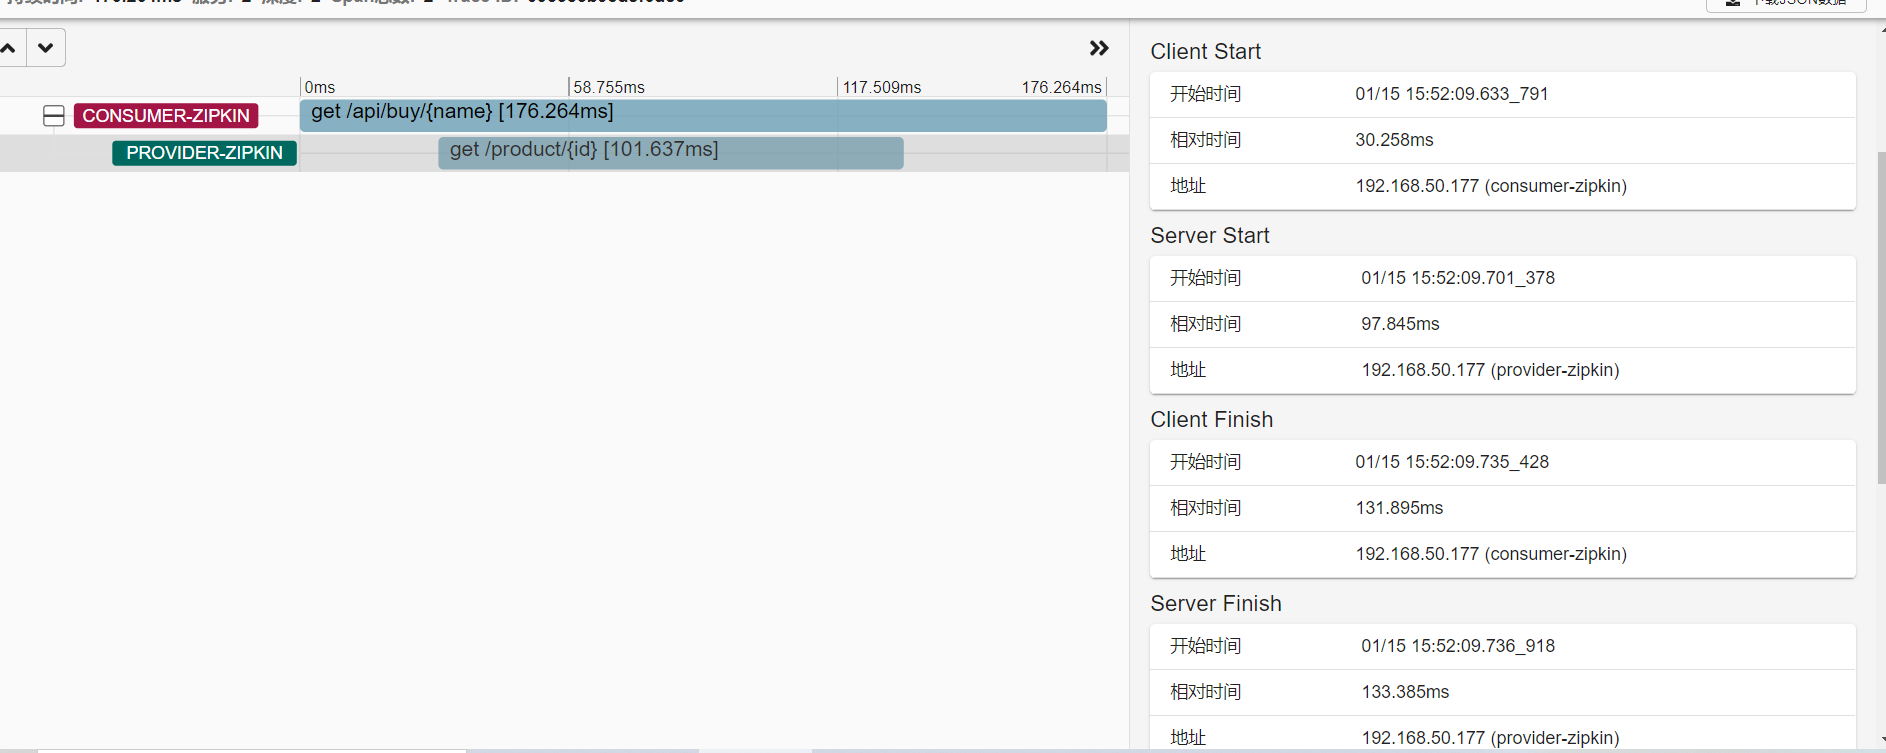 0ms 58.755ms 117.509ms 176.264ms
CONSUMER-ZIPKIN get /api/buy/{name} [176.264ms]
PROVIDER-ZIPKIN get /product/{id} [101.637ms]
Client Start
开始时间 01/15 15:52:09.633_791
相对时间 30.258ms
地址 192.168.50.177 (consumer-zipkin)
Server Start
开始时间 01/15 15:52:09.701_378
相对时间 97.845ms
地址 192.168.50.177 (provider-zipkin)
Client Finish
开始时间 01/15 15:52:09.735_428
相对时间 131.895ms
地址 192.168.50.177 (consumer-zipkin)
Server Finish
开始时间 01/15 15:52:09.736_918
相对时间 133.385ms
地址 192.168.50.177 (provider-zipkin)